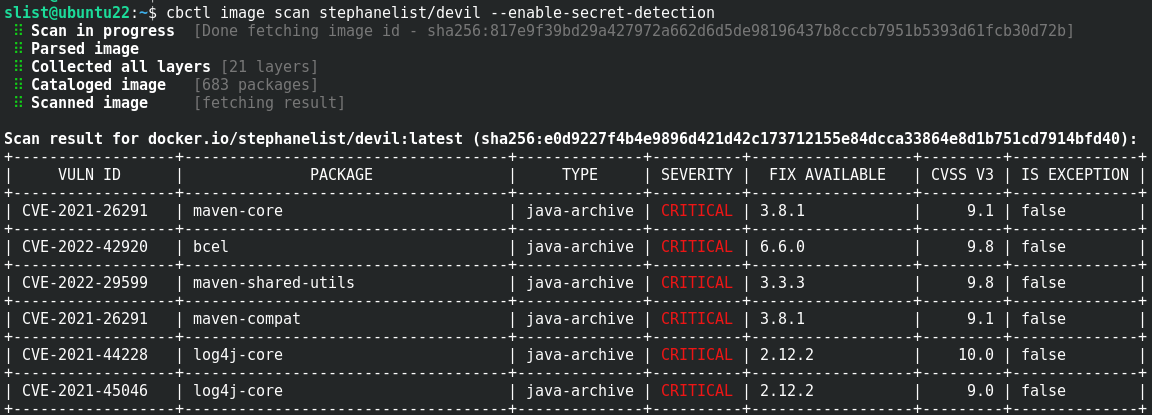 slist@ubuntu22:~$ cbctl image scan stephanelist/devil --enable-secret-detection
⠿ Scan in progress  [Done fetching image id - sha256:817e9f39bd29a427972a662d6d5de98196437b8cccb7951b5393d61fcb30d72b]
⠿ Parsed image
⠿ Collected all layers [21 layers]
⠿ Cataloged image   [683 packages]
⠿ Scanned image     [fetching result]
Scan result for docker.io/stephanelist/devil:latest (sha256:e0d9227f4b4e9896d421d42c173712155e84dcca33864e8d1b751cd7914bfd40):
+------------------+------------------------------------+--------------+----------+------------------+---------+--------------+
|     VULN ID      |              PACKAGE               |     TYPE     | SEVERITY |  FIX AVAILABLE   | CVSS V3 | IS EXCEPTION |
+------------------+------------------------------------+--------------+----------+------------------+---------+--------------+
| CVE-2021-26291   | maven-core                         | java-archive | CRITICAL | 3.8.1            |     9.1 | false        |
+------------------+------------------------------------+--------------+----------+------------------+---------+--------------+
| CVE-2022-42920   | bcel                               | java-archive | CRITICAL | 6.6.0            |     9.8 | false        |
+------------------+------------------------------------+--------------+----------+------------------+---------+--------------+
| CVE-2022-29599   | maven-shared-utils                 | java-archive | CRITICAL | 3.3.3            |     9.8 | false        |
+------------------+------------------------------------+--------------+----------+------------------+---------+--------------+
| CVE-2021-26291   | maven-compat                       | java-archive | CRITICAL | 3.8.1            |     9.1 | false        |
+------------------+------------------------------------+--------------+----------+------------------+---------+--------------+
| CVE-2021-44228   | log4j-core                         | java-archive | CRITICAL | 2.12.2           |    10.0 | false        |
+------------------+------------------------------------+--------------+----------+------------------+---------+--------------+
| CVE-2021-45046   | log4j-core                         | java-archive | CRITICAL | 2.12.2           |     9.0 | false        |
+------------------+------------------------------------+--------------+----------+------------------+---------+--------------+